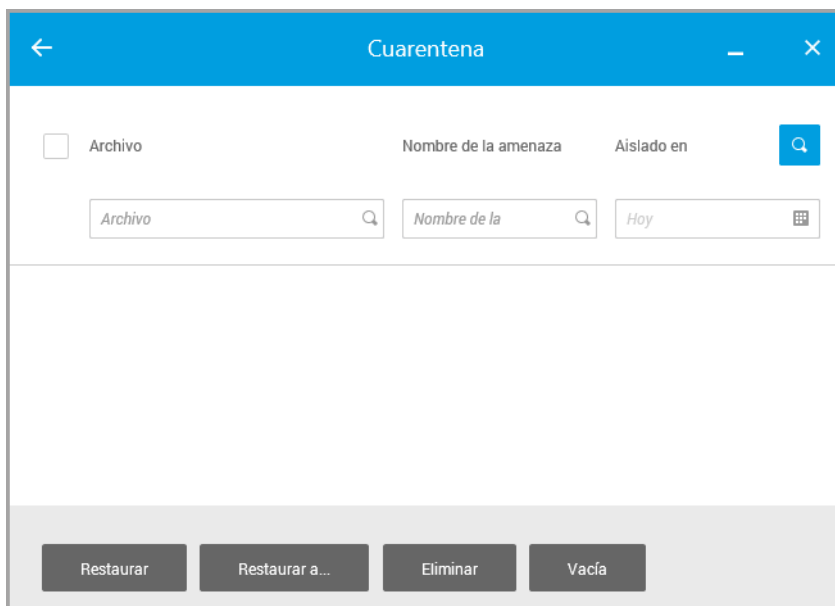 Cuarentena
Archivo Nombre de la amenaza Aislado en
Archivo Nombre de la Hoy
Restaurar Restaurar a... Eliminar Vacía